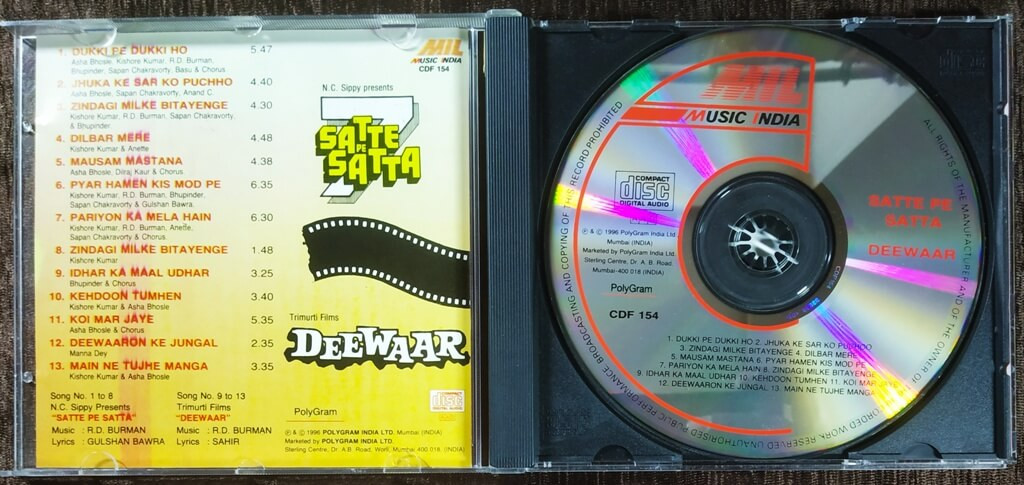 1. DUKKI PE DUKKI HO 5.47
Asha Bhosle, Kishore Kumar, R.D. Burman,
Bhupinder, Sapan Chakravorty, Basu & Chorus
2. JHUKA KE SAR KO PUCHHO 4.40
Asha Bhosle, Sapan Chakravorty, Anand C.
3. ZINDAGI MILKE BITAYENGE 4.30
Kishore Kumar, R.D. Burman, Sapan Chakravorty,
& Bhupinder
4. DILBAR MERE 4.48
Kishore Kumar & Anette
5. MAUSAM MASTANA 4.38
Asha Bhosle, Dilraj Kaur & Chorus
6. PYAR HAMEN KIS MOD PE 6.35
Kishore Kumar, R.D. Burman, Bhupinder,
Sapan Chakravorty & Gulshan Bawra.
7. PARIYON KA MELA HAIN 6.30
Kishore Kumar, R.D. Burman, Anette,
Sapan Chakravorty & Chorus
8. ZINDAGI MILKE BITAYENGE 1.48
Kishore Kumar
9. IDHAR KA MAAL UDHAR 3.25
Bhupinder & Chorus
10. KEHDOON TUMHEN 3.40
Kishore Kumar & Asha Bhosle
11. KOI MAR JAYE 5.35
Asha Bhosle & Chorus
12. DEEWAARON KE JUNGAL 2.35
Manna Dey
13. MAIN NE TUJHE MANGA 3.35
Kishore Kumar & Asha Bhosle
Song No. 1 to 8
N.C. Sippy Presents
"SATTE PE SATTA"
Music : R.D. BURMAN
Lyrics : GULSHAN BAWRA
Song No. 9 to 13
Trimurti Films
"DEEWAAR"
Music : R.D. BURMAN
Lyrics : SAHIR
MIL
MUSIC INDIA
CDF 154
N.C. Sippy presents
7
SATTE
PE
SATTA
Trimurti Films
DEEWAAR
PolyGram
COMPACT
disc
DIGITAL AUDIO
℗ & © 1996 POLYGRAM INDIA LTD. Mumbai (INDIA)
Marketed by POLYGRAM INDIA LTD.
Sterling Centre, Dr. A.B. Road, Worli, Mumbai 400 018. (INDIA)
MIL
MUSIC INDIA
COMPACT
disc
DIGITAL AUDIO
℗ & © 1996 PolyGram India Ltd.
Mumbai (INDIA)
Marketed by PolyGram India Ltd.
Sterling Centre, Dr. A. B. Road
Mumbai-400 018 (INDIA)
PolyGram
CDF 154
SATTE PE
SATTA
DEEWAAR
1. DUKKI PE DUKKI HO 2. JHUKA KE SAR KO PUCHHO
3. ZINDAGI MILKE BITAYENGE 4. DILBAR MERE
5. MAUSAM MASTANA 6. PYAR HAMEN KIS MOD PE
7. PARIYON KA MELA HAIN 8. ZINDAGI MILKE BITAYENGE
9. IDHAR KA MAAL UDHAR 10. KEHDOON TUMHEN 11. KOI MAR JAYE
12. DEEWAARON KE JUNGAL 13. MAIN NE TUJHE MANGA
ALL RIGHTS OF THE MANUFACTURER AND OF THE OWNER OF RECORDED WORK RESERVED UNAUTHORISED PUBLIC PERFORMANCE BROADCASTING AND COPYING OF THIS RECORD PROHIBITED